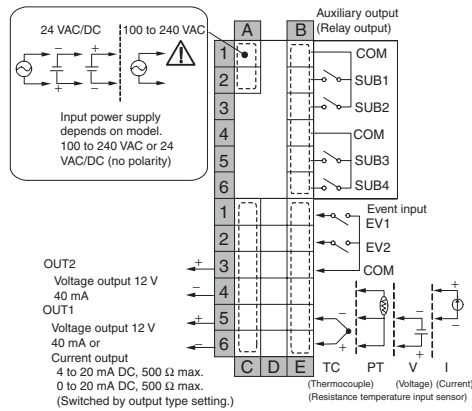 24 VAC/DC
100 to 240 VAC
− + −
+ − +
Input power supply
depends on model.
100 to 240 VAC or 24
VAC/DC (no polarity)
A B
Auxiliary output
(Relay output)
1 COM
2 SUB1
3 SUB2
4 COM
5 SUB3
6 SUB4
1 Event input
EV1
2 EV2
3 COM
4
5
6
C D E
OUT2 +
Voltage output 12 V −
40 mA
OUT1 +
Voltage output 12 V
40 mA or −
Current output
4 to 20 mA DC, 500 Ω max.
0 to 20 mA DC, 500 Ω max.
(Switched by output type setting.)
− + − + − +
TC PT V I
(Thermocouple) (Voltage) (Current)
(Resistance temperature input sensor)